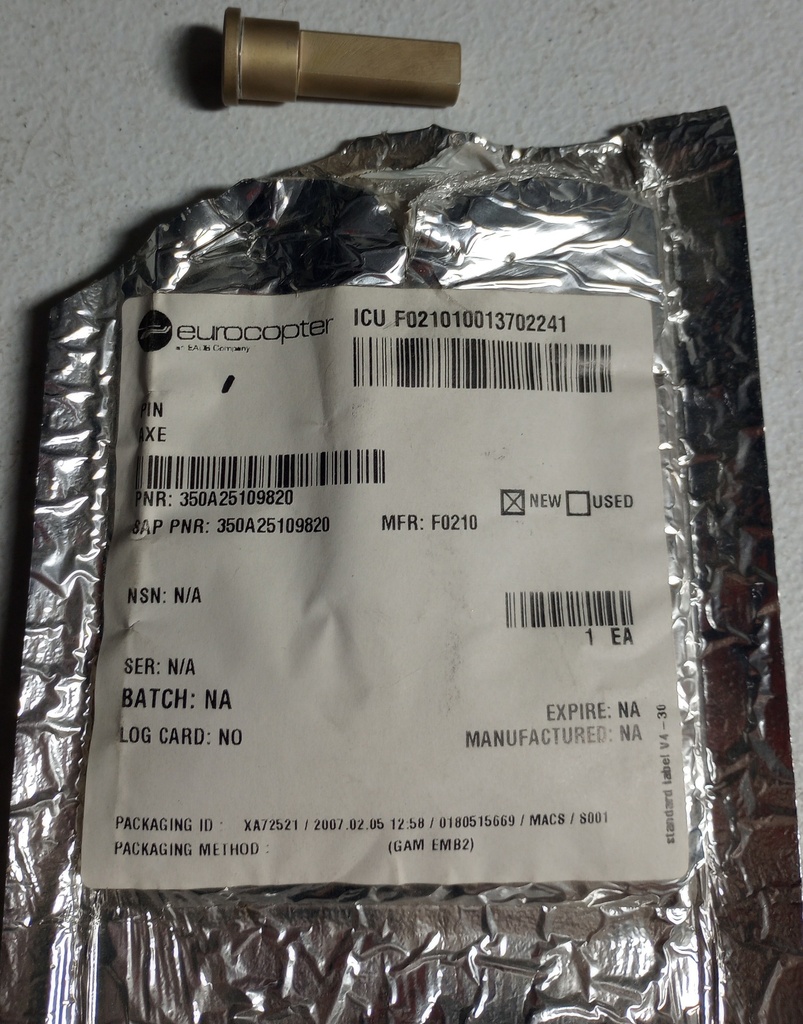 eurocopter
an EADS Company
ICU F021010013702241
PIN
AXE
PNR: 350A25109820
SAP PNR: 350A25109820
MFR: F0210
NEW
USED
NSN: N/A
1 EA
SER: N/A
BATCH: NA
LOG CARD: NO
EXPIRE: NA
MANUFACTURED: NA
standard label V4-30
PACKAGING ID : XA72521 / 2007.02.05 12:58 / 0180515669 / MACS / S001
PACKAGING METHOD : (GAM EMB2)